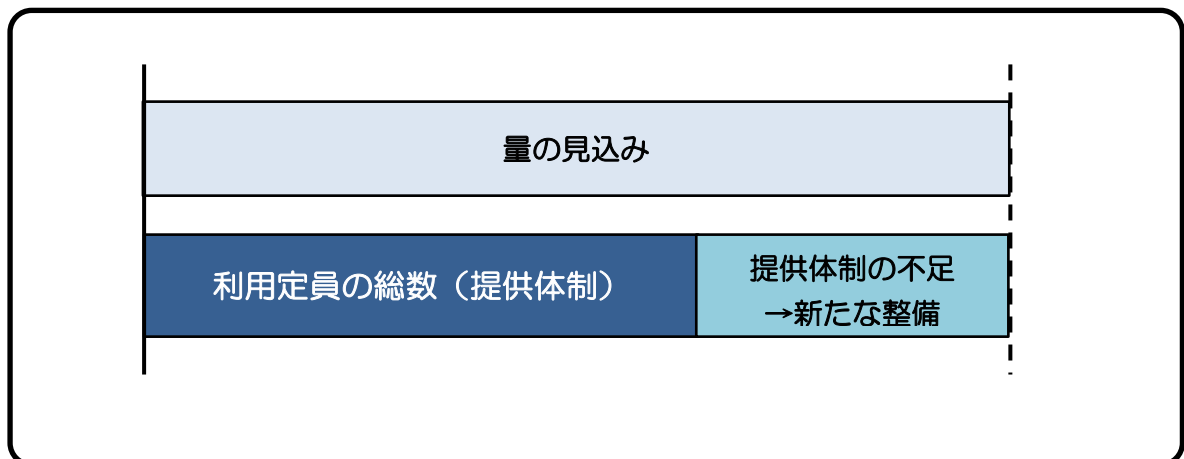 量の見込み
利用定員の総数（提供体制）
提供体制の不足
→新たな整備